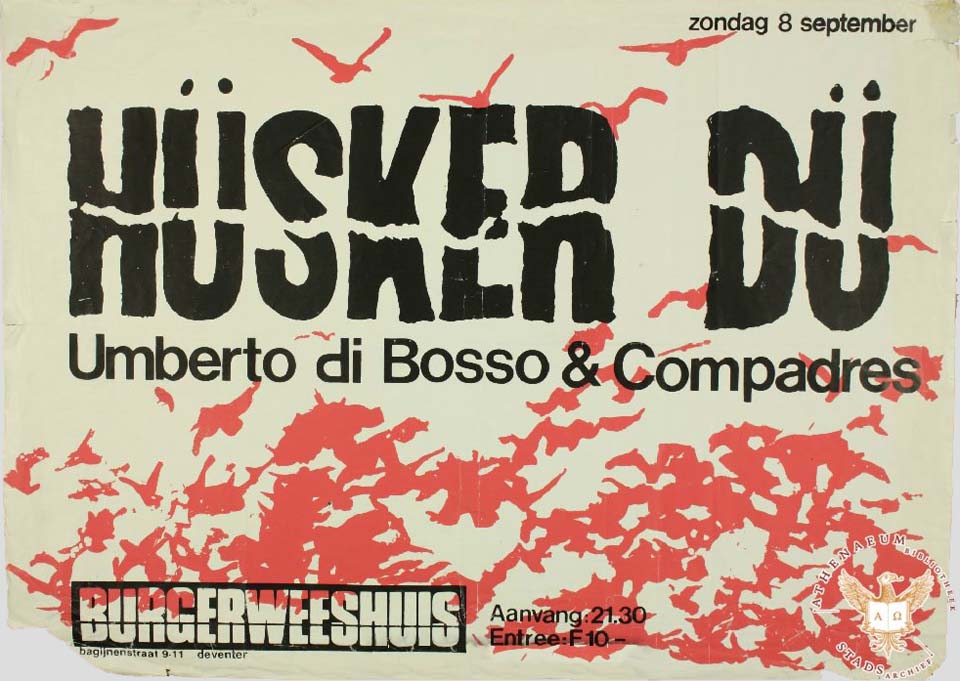 zondag 8 september
HÜSKER DÜ
Umberto di Bosso & Compadres
BURGERWEESHUIS
bagijnenstraat 9-11 deventer
Aanvang: 21.30
Entree: F 10.-
ATHENAEUM BIBLIOTHEEK
Α Ω
STADSARCHIEF